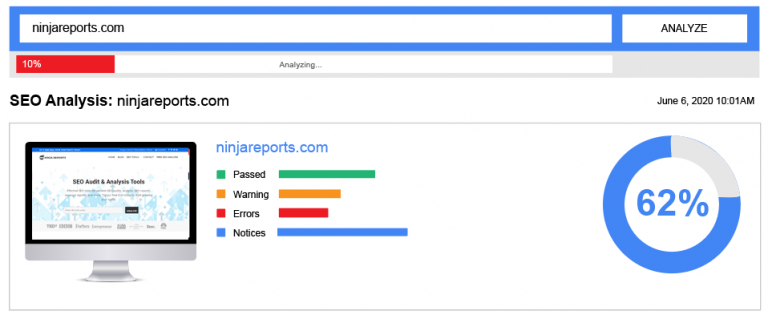 ninjareports.com
ANALYZE
10%
Analyzing...
SEO Analysis: ninjareports.com
June 6, 2020 10:01AM
SEO Audit & Analysis Tools
ninjareports.com
Passed
Warning
Errors
Notices
62%